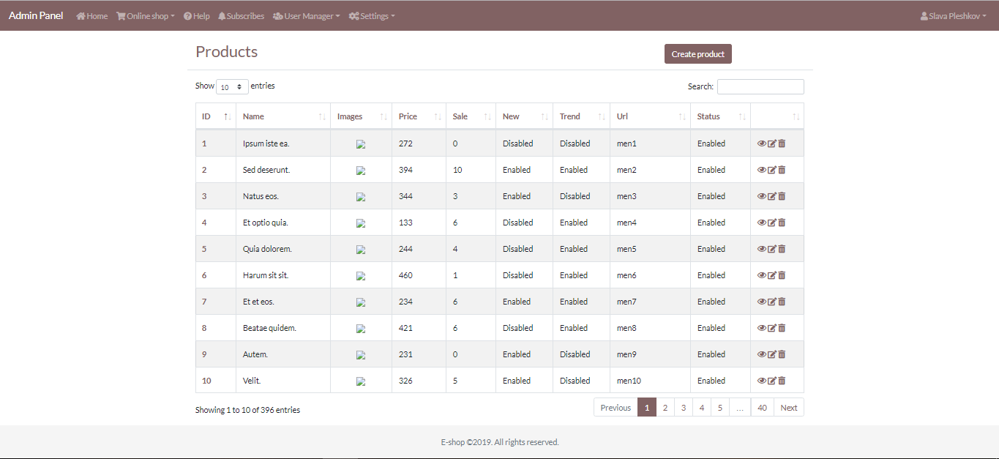 Admin Panel Home Online shop Help Subscribes User Manager Settings Slava Pleshkov
Products Create product
Show 10 entries Search:
ID Name Images Price Sale New Trend Url Status
1 Ipsum iste ea. 272 0 Disabled Disabled men1 Enabled
2 Sed deserunt. 394 10 Enabled Enabled men2 Enabled
3 Natus eos. 344 3 Enabled Disabled men3 Enabled
4 Et optio quia. 133 6 Disabled Enabled men4 Enabled
5 Quia dolorem. 244 4 Disabled Enabled men5 Enabled
6 Harum sit sit. 460 1 Disabled Enabled men6 Enabled
7 Et et eos. 234 6 Enabled Enabled men7 Enabled
8 Beatae quidem. 421 6 Disabled Enabled men8 Enabled
9 Autem. 231 0 Enabled Disabled men9 Enabled
10 Velit. 326 5 Enabled Disabled men10 Enabled
Showing 1 to 10 of 396 entries Previous 1 2 3 4 5 … 40 Next
E-shop ©2019. All rights reserved.